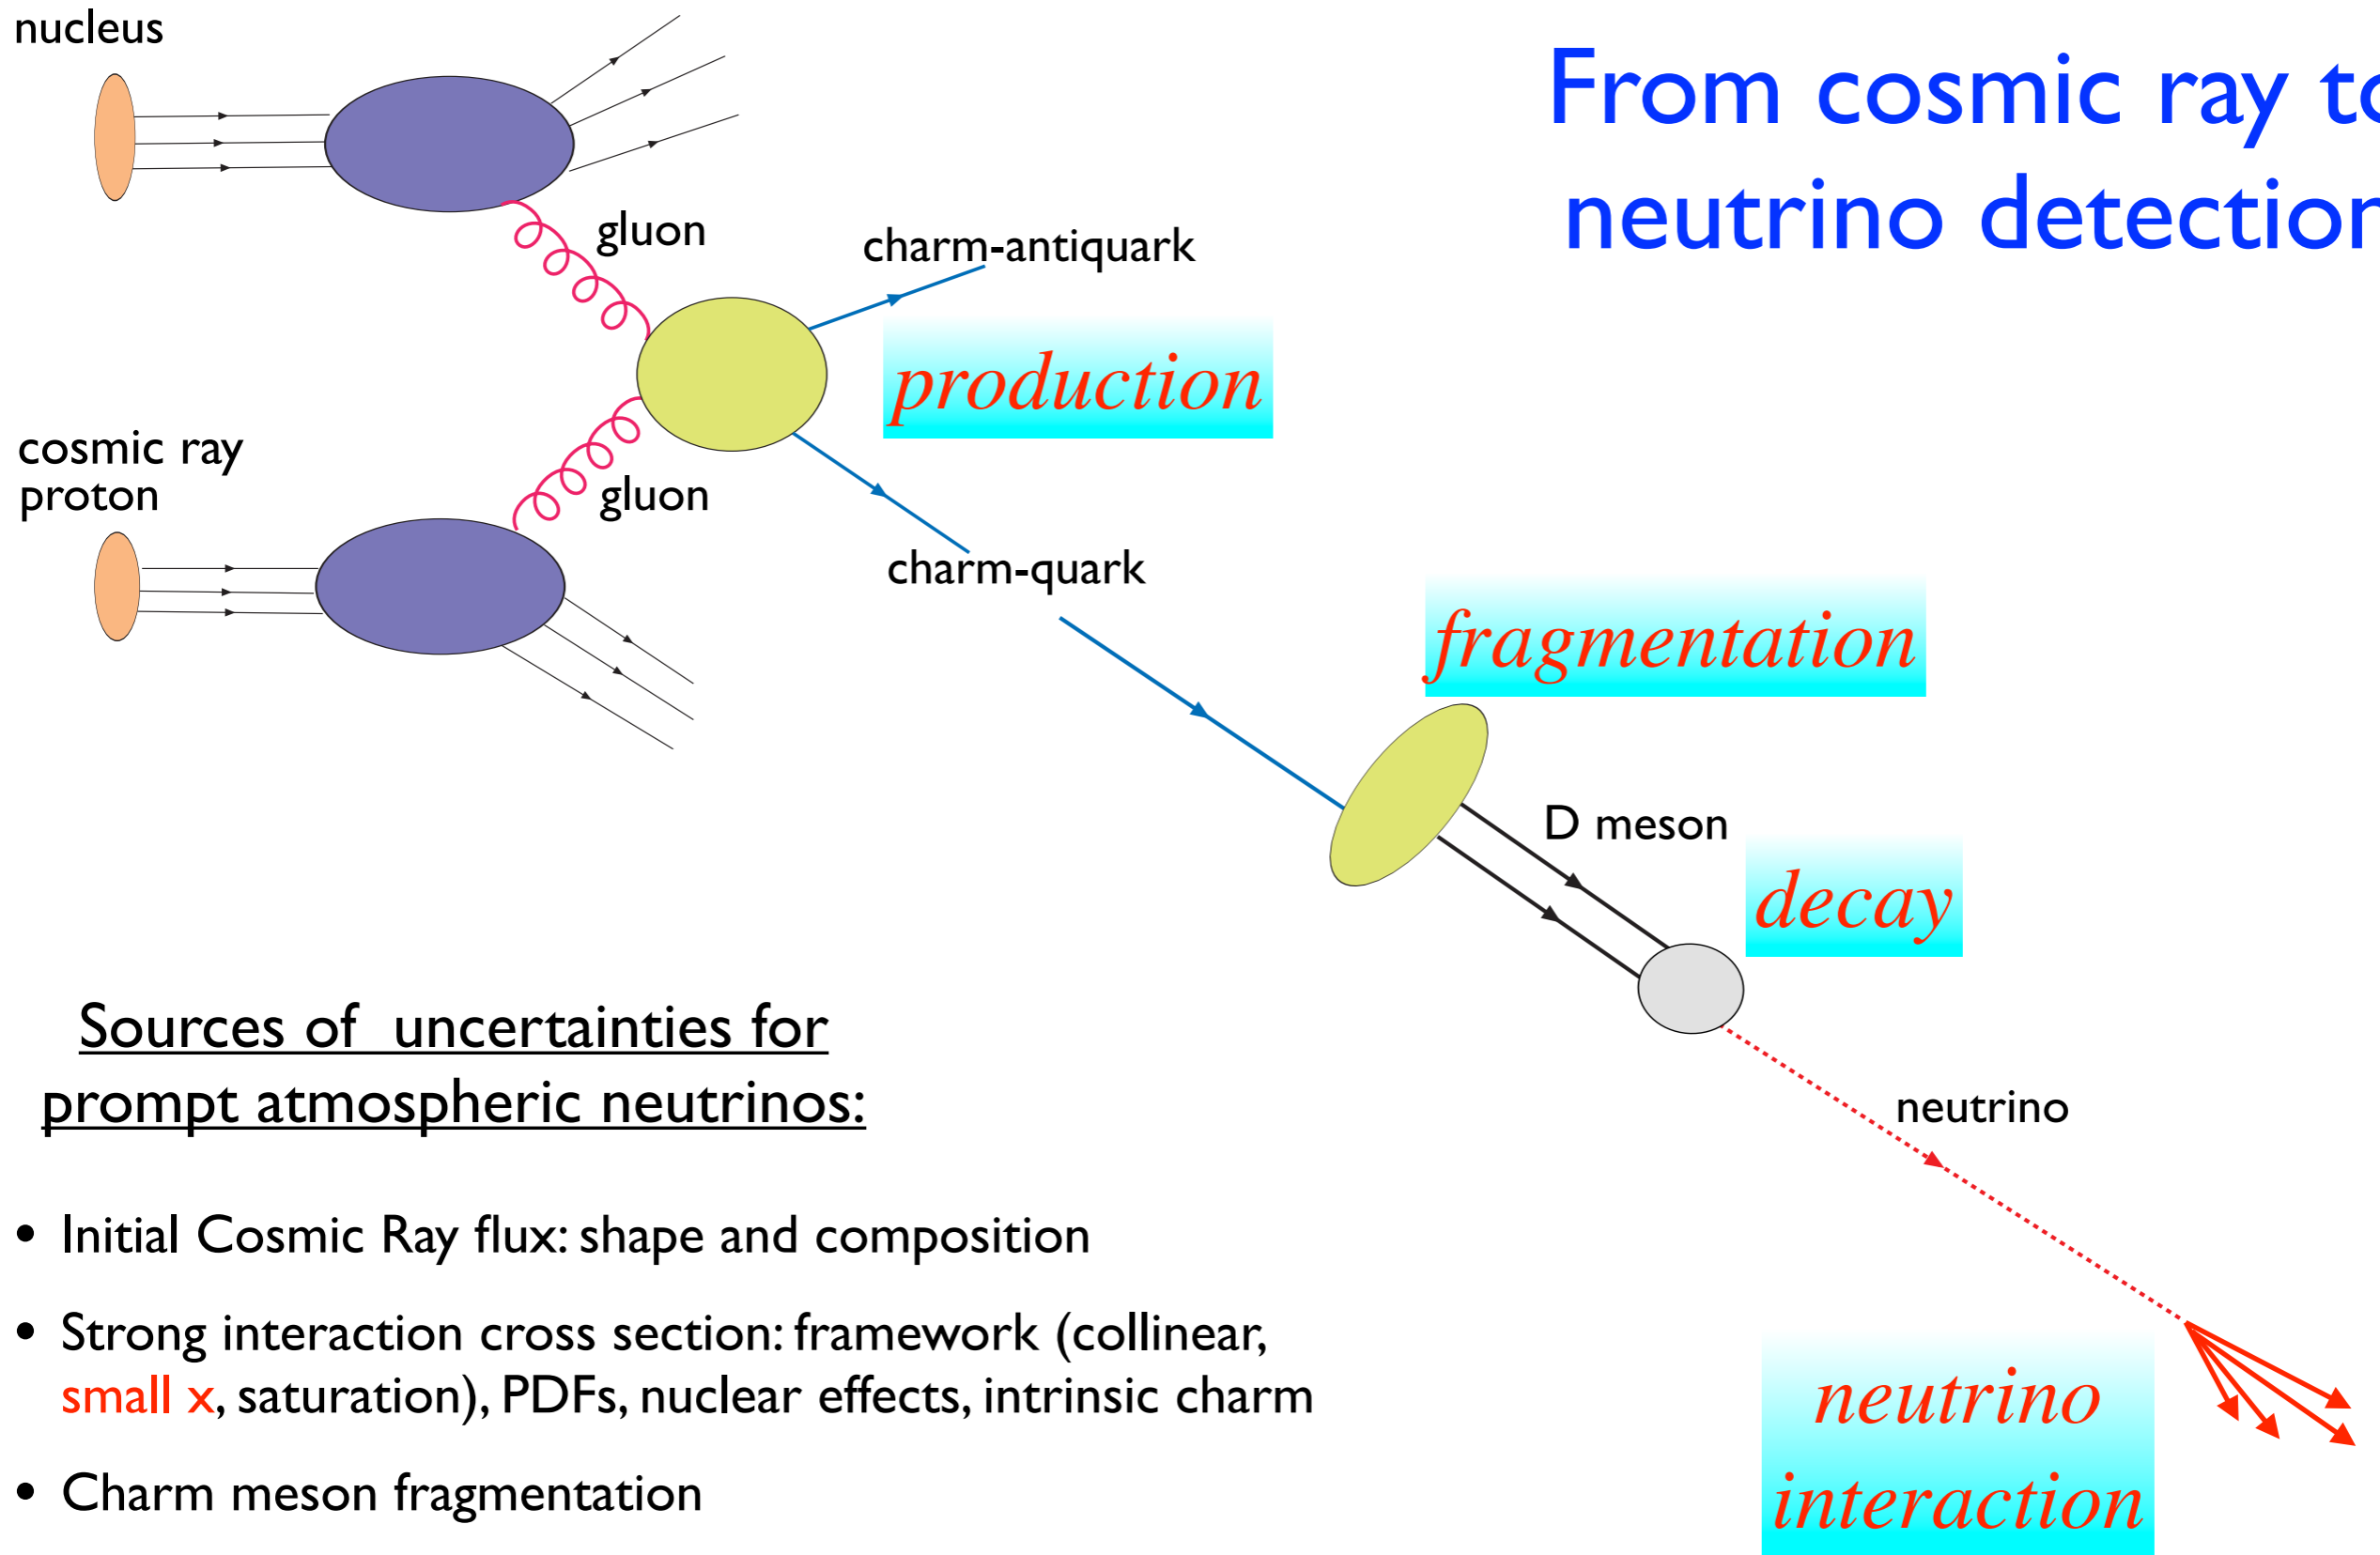 nucleus
From cosmic ray to
neutrino detection
gluon
charm-antiquark
production
cosmic ray
proton
gluon
charm-quark
fragmentation
D meson
decay
Sources of uncertainties for
prompt atmospheric neutrinos:
neutrino
• Initial Cosmic Ray flux: shape and composition
• Strong interaction cross section: framework (collinear,
small x, saturation), PDFs, nuclear effects, intrinsic charm
• Charm meson fragmentation
neutrino
interaction